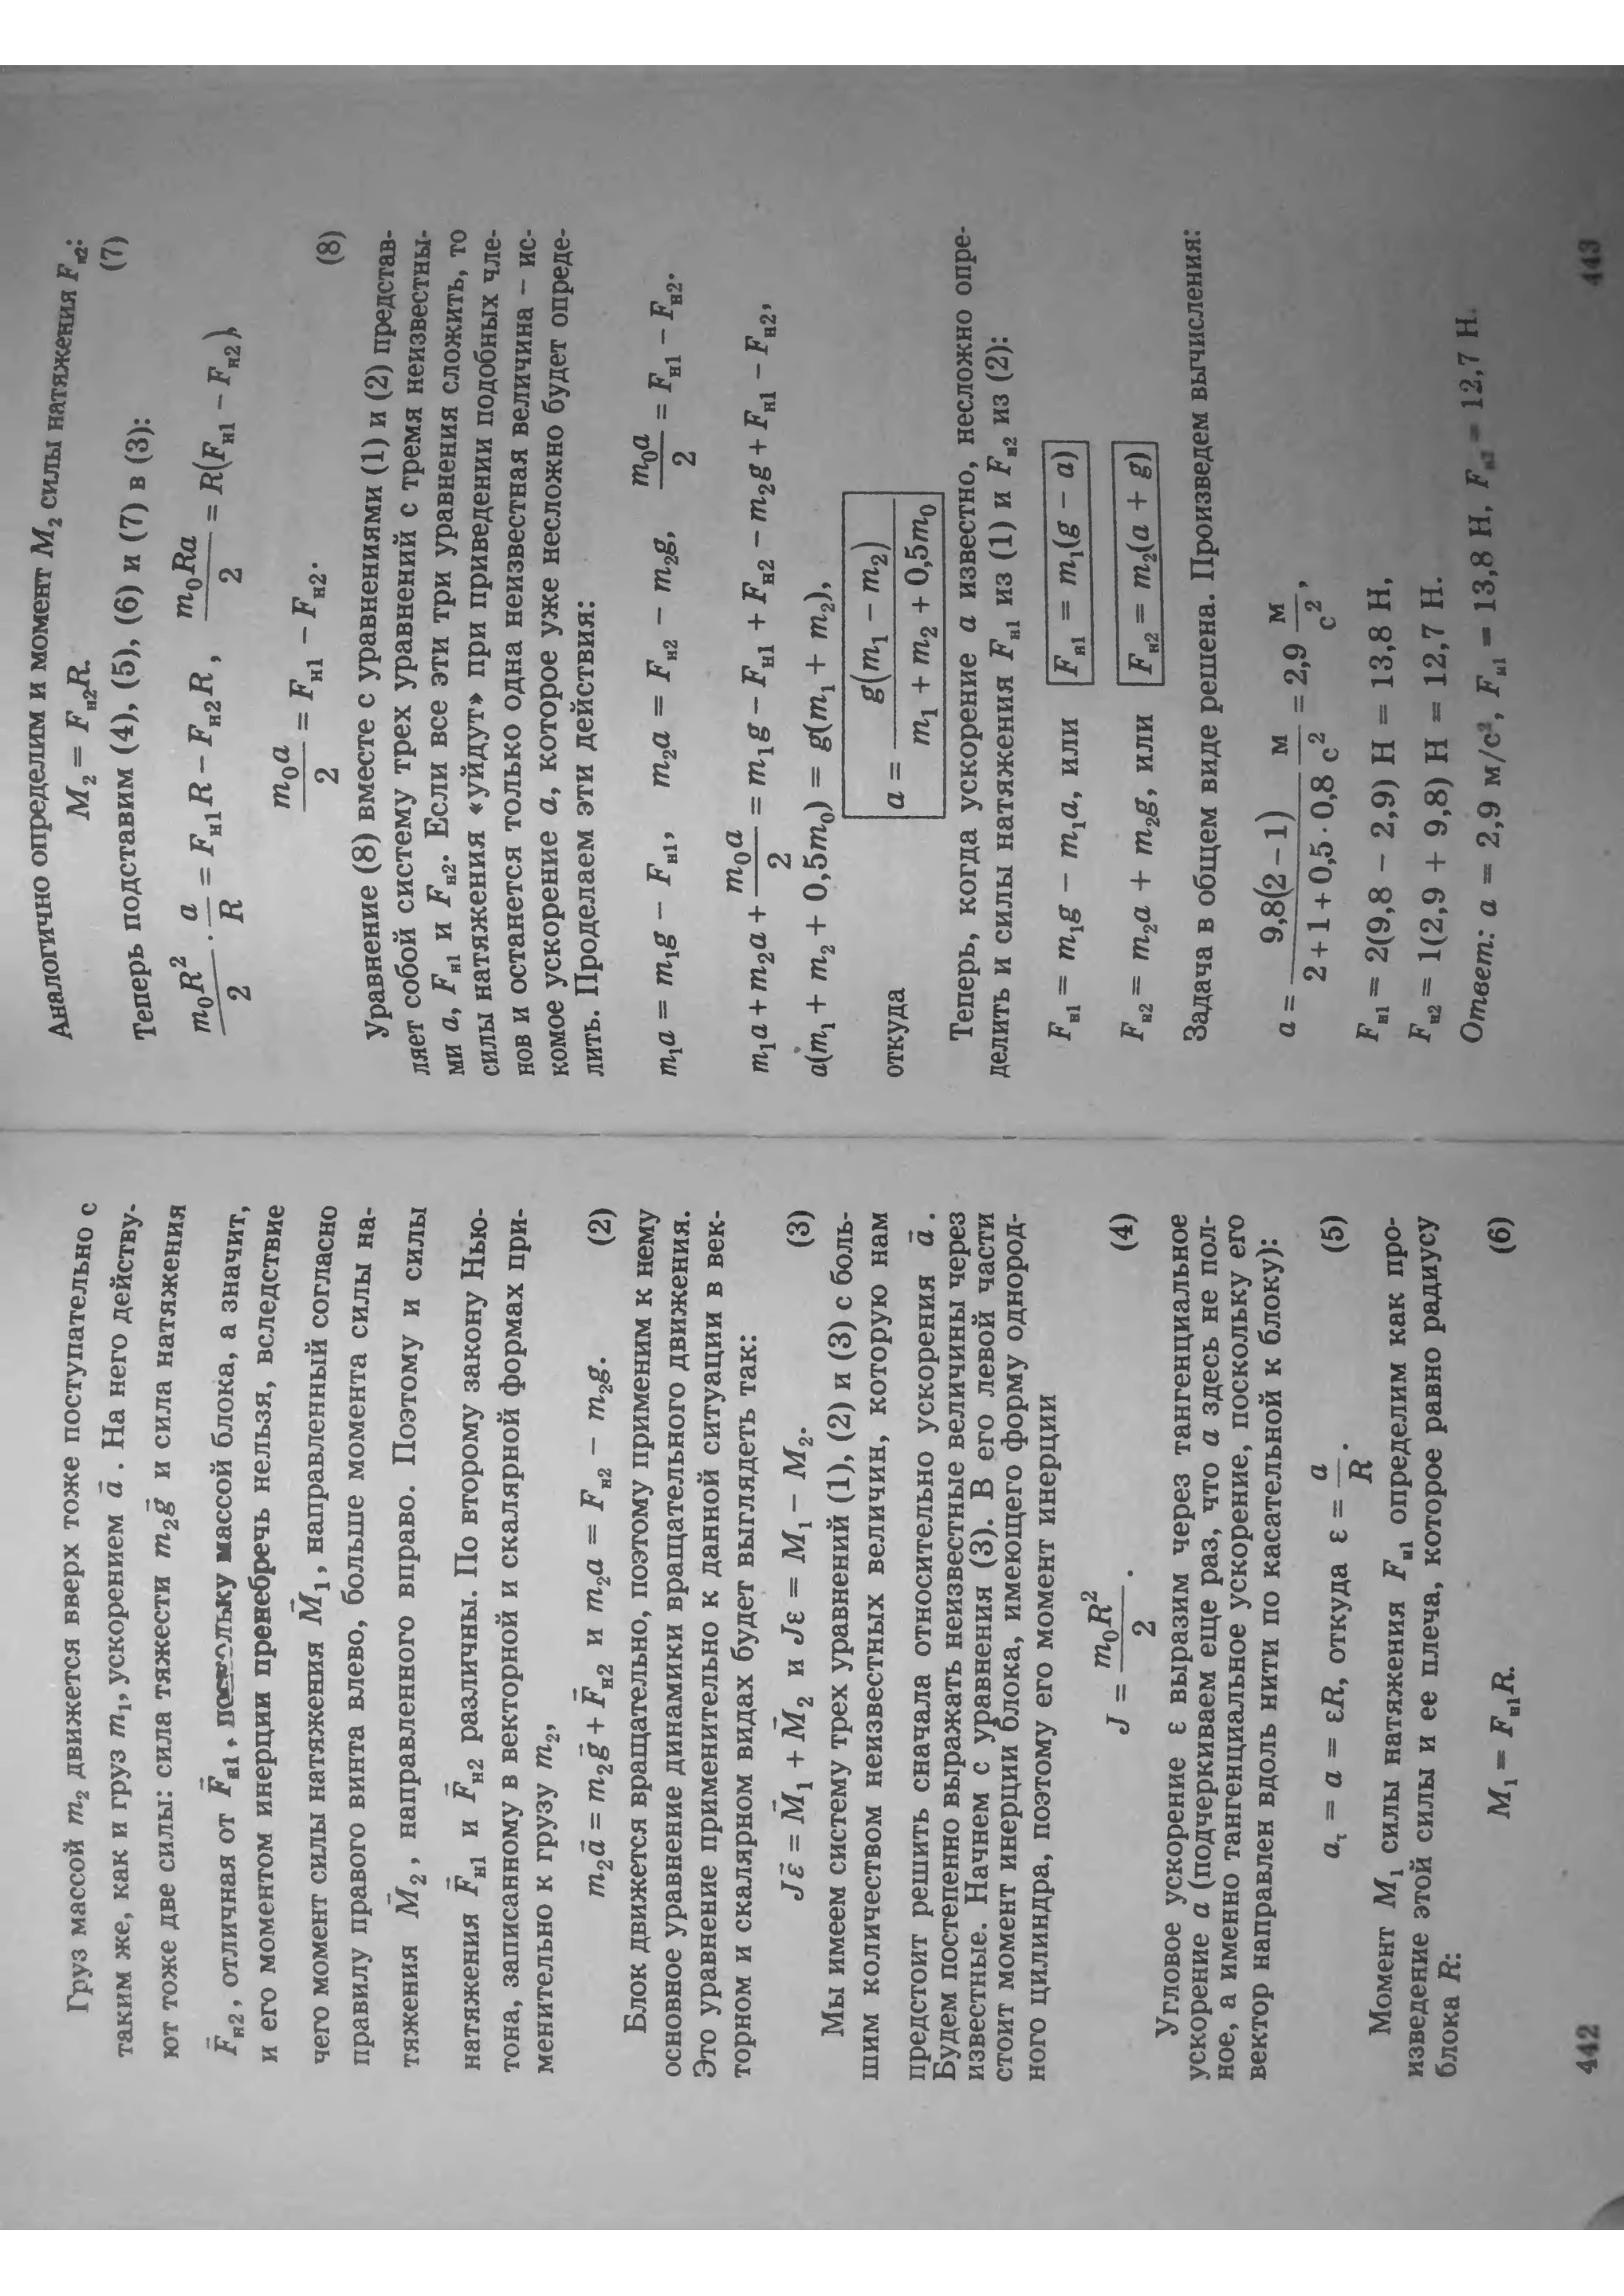 Груз массой m₂ движется вверх тоже поступательно с
таким же, как и груз m₁, ускорением a⃗. На него действу-
ют тоже две силы: сила тяжести m₂g⃗ и сила натяжения
F⃗н2, отличная от F⃗н1, поскольку массой блока, а значит,
и его моментом инерции пренебречь нельзя, вследствие
чего момент силы натяжения M⃗₁, направленный согласно
правилу правого винта влево, больше момента силы на-
тяжения M⃗₂, направленного вправо. Поэтому и силы
натяжения F⃗н1 и F⃗н2 различны. По второму закону Нью-
тона, записанному в векторной и скалярной формах при-
менительно к грузу m₂,
m₂a⃗ = m₂g⃗ + F⃗н2 и m₂a = Fн2 − m₂g. (2)
Блок движется вращательно, поэтому применим к нему
основное уравнение динамики вращательного движения.
Это уравнение применительно к данной ситуации в век-
торном и скалярном видах будет выглядеть так:
Jε⃗ = M⃗₁ + M⃗₂ и Jε = M₁ − M₂. (3)
Мы имеем систему трех уравнений (1), (2) и (3) с боль-
шим количеством неизвестных величин, которую нам
предстоит решить сначала относительно ускорения a⃗.
Будем постепенно выражать неизвестные величины через
известные. Начнем с уравнения (3). В его левой части
стоит момент инерции блока, имеющего форму однород-
ного цилиндра, поэтому его момент инерции
J = m₀R²/2. (4)
Угловое ускорение ε выразим через тангенциальное
ускорение a (подчеркиваем еще раз, что a здесь не пол-
ное, а именно тангенциальное ускорение, поскольку его
вектор направлен вдоль нити по касательной к блоку):
aτ = a = εR, откуда ε = a/R. (5)
Момент M₁ силы натяжения Fн1 определим как про-
изведение этой силы и ее плеча, которое равно радиусу
блока R:
M₁ = Fн1R. (6)
442
Аналогично определим и момент M₂ силы натяжения Fн2:
M₂ = Fн2R. (7)
Теперь подставим (4), (5), (6) и (7) в (3):
m₀R²/2 · a/R = Fн1R − Fн2R, m₀Ra/2 = R(Fн1 − Fн2),
m₀a/2 = Fн1 − Fн2. (8)
Уравнение (8) вместе с уравнениями (1) и (2) представ-
ляет собой систему трех уравнений с тремя неизвестны-
ми a, Fн1 и Fн2. Если все эти три уравнения сложить, то
силы натяжения «уйдут» при приведении подобных чле-
нов и останется только одна неизвестная величина – ис-
комое ускорение a, которое уже несложно будет опреде-
лить. Проделаем эти действия:
m₁a = m₁g − Fн1, m₂a = Fн2 − m₂g, m₀a/2 = Fн1 − Fн2.
m₁a + m₂a + m₀a/2 = m₁g − Fн1 + Fн2 − m₂g + Fн1 − Fн2,
a(m₁ + m₂ + 0,5m₀) = g(m₁ + m₂),
откуда a = g(m₁ − m₂)/(m₁ + m₂ + 0,5m₀)
Теперь, когда ускорение a известно, несложно опре-
делить и силы натяжения Fн1 из (1) и Fн2 из (2):
Fн1 = m₁g − m₁a, или Fн1 = m₁(g − a)
Fн2 = m₂a + m₂g, или Fн2 = m₂(a + g)
Задача в общем виде решена. Произведем вычисления:
a = 9,8(2 − 1)/(2 + 1 + 0,5 · 0,8) м/с² = 2,9 м/с²,
Fн1 = 2(9,8 − 2,9) Н = 13,8 Н,
Fн2 = 1(2,9 + 9,8) Н = 12,7 Н.
Ответ: a = 2,9 м/с², Fн1 = 13,8 Н, Fн2 = 12,7 Н.
443